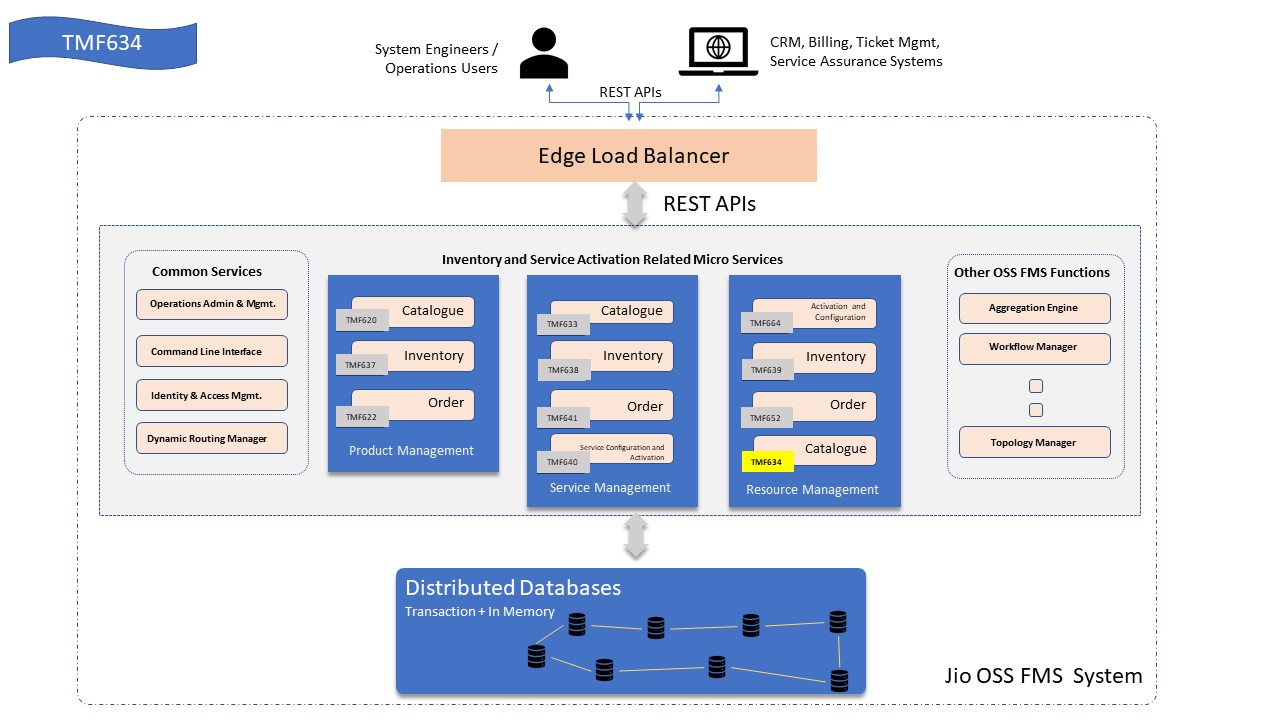 TMF634
System Engineers /
Operations Users
CRM, Billing, Ticket Mgmt,
Service Assurance Systems
REST APIs
Edge Load Balancer
REST APIs
Inventory and Service Activation Related Micro Services
Common Services
Operations Admin & Mgmt.
Command Line Interface
Identity & Access Mgmt.
Dynamic Routing Manager
Catalogue
TMF620
Inventory
TMF637
Order
TMF622
Product Management
Catalogue
TMF633
Inventory
TMF638
Order
TMF641
Service Configuration and
Activation
TMF640
Service Management
Activation and
Configuration
TMF664
Inventory
TMF639
Order
TMF652
Catalogue
TMF634
Resource Management
Other OSS FMS Functions
Aggregation Engine
Workflow Manager
Topology Manager
Distributed Databases
Transaction + In Memory
Jio OSS FMS System